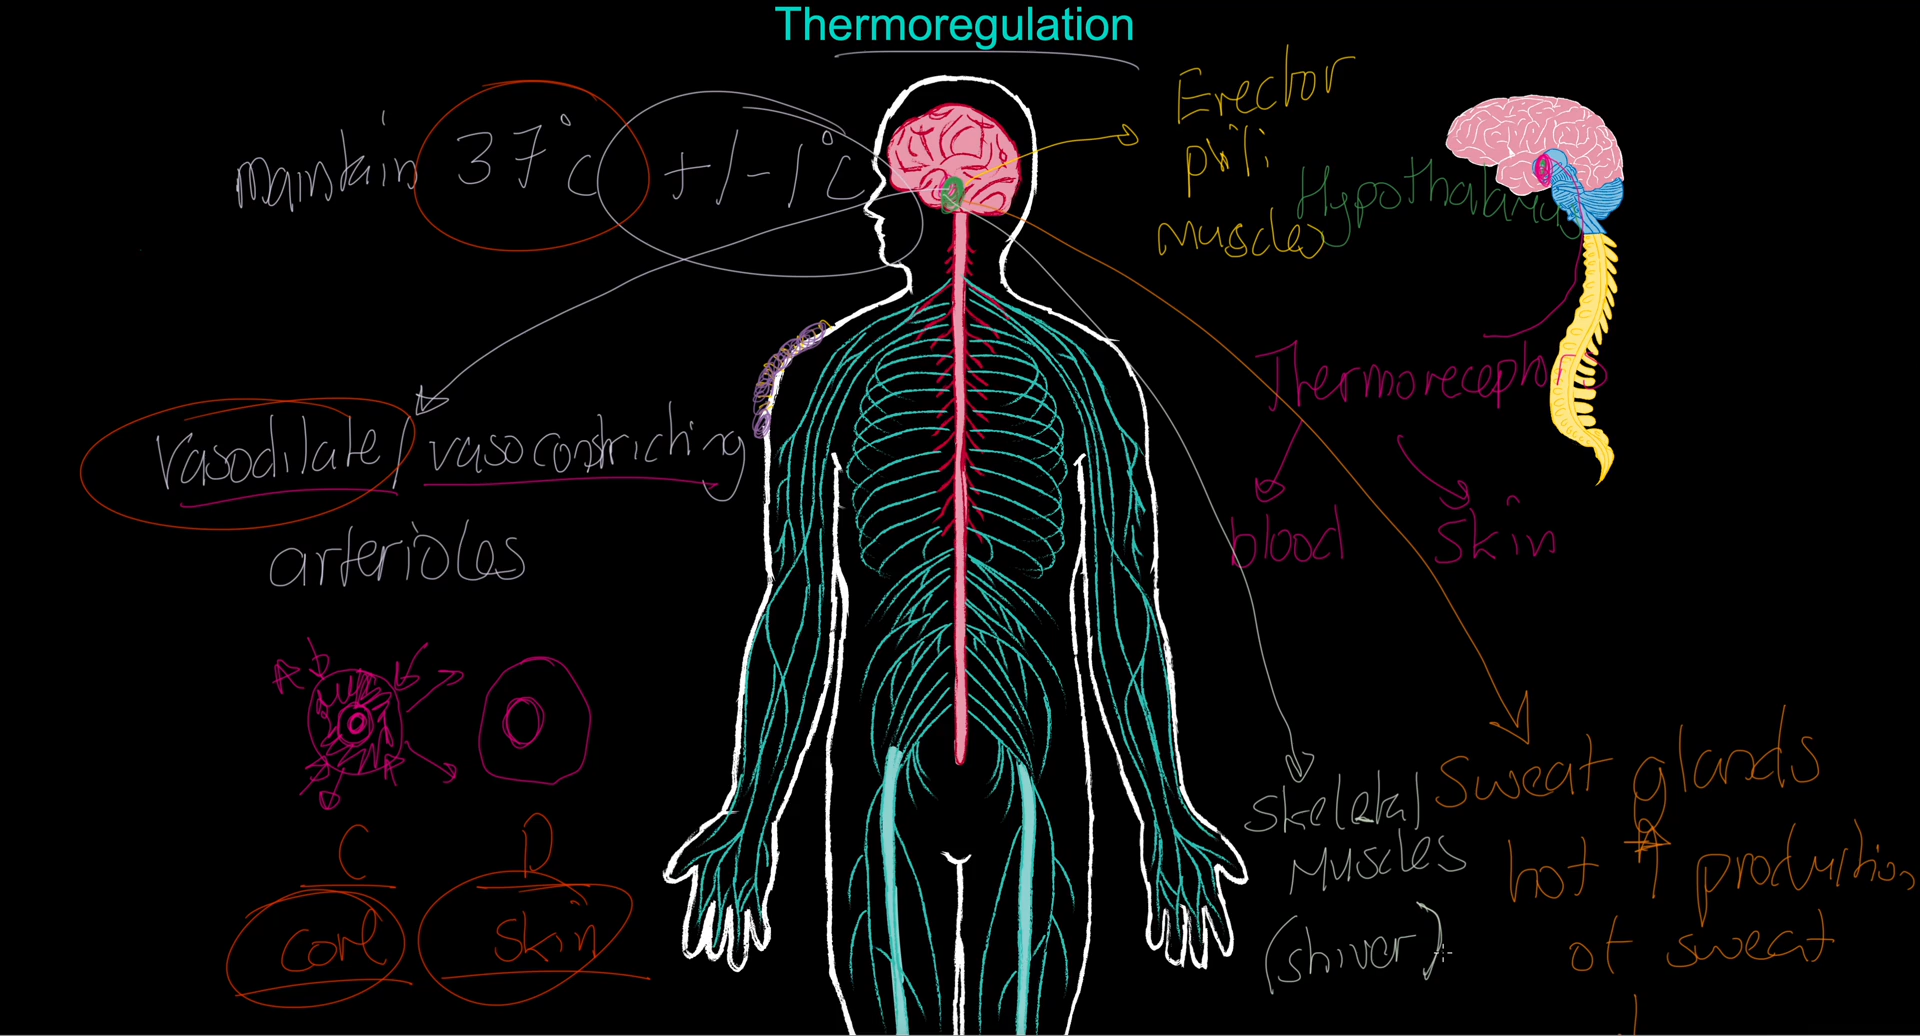 Thermoregulation
maintain 37°c +/- 1°c
Erector
pili
muscles
Hypothalamus
Thermoreceptors
blood
skin
vasodilate / vasoconstricting
arterioles
C
D
core
skin
Skeletal
Muscles
(shiver)
Sweat glands
hot ↑ production
of sweat